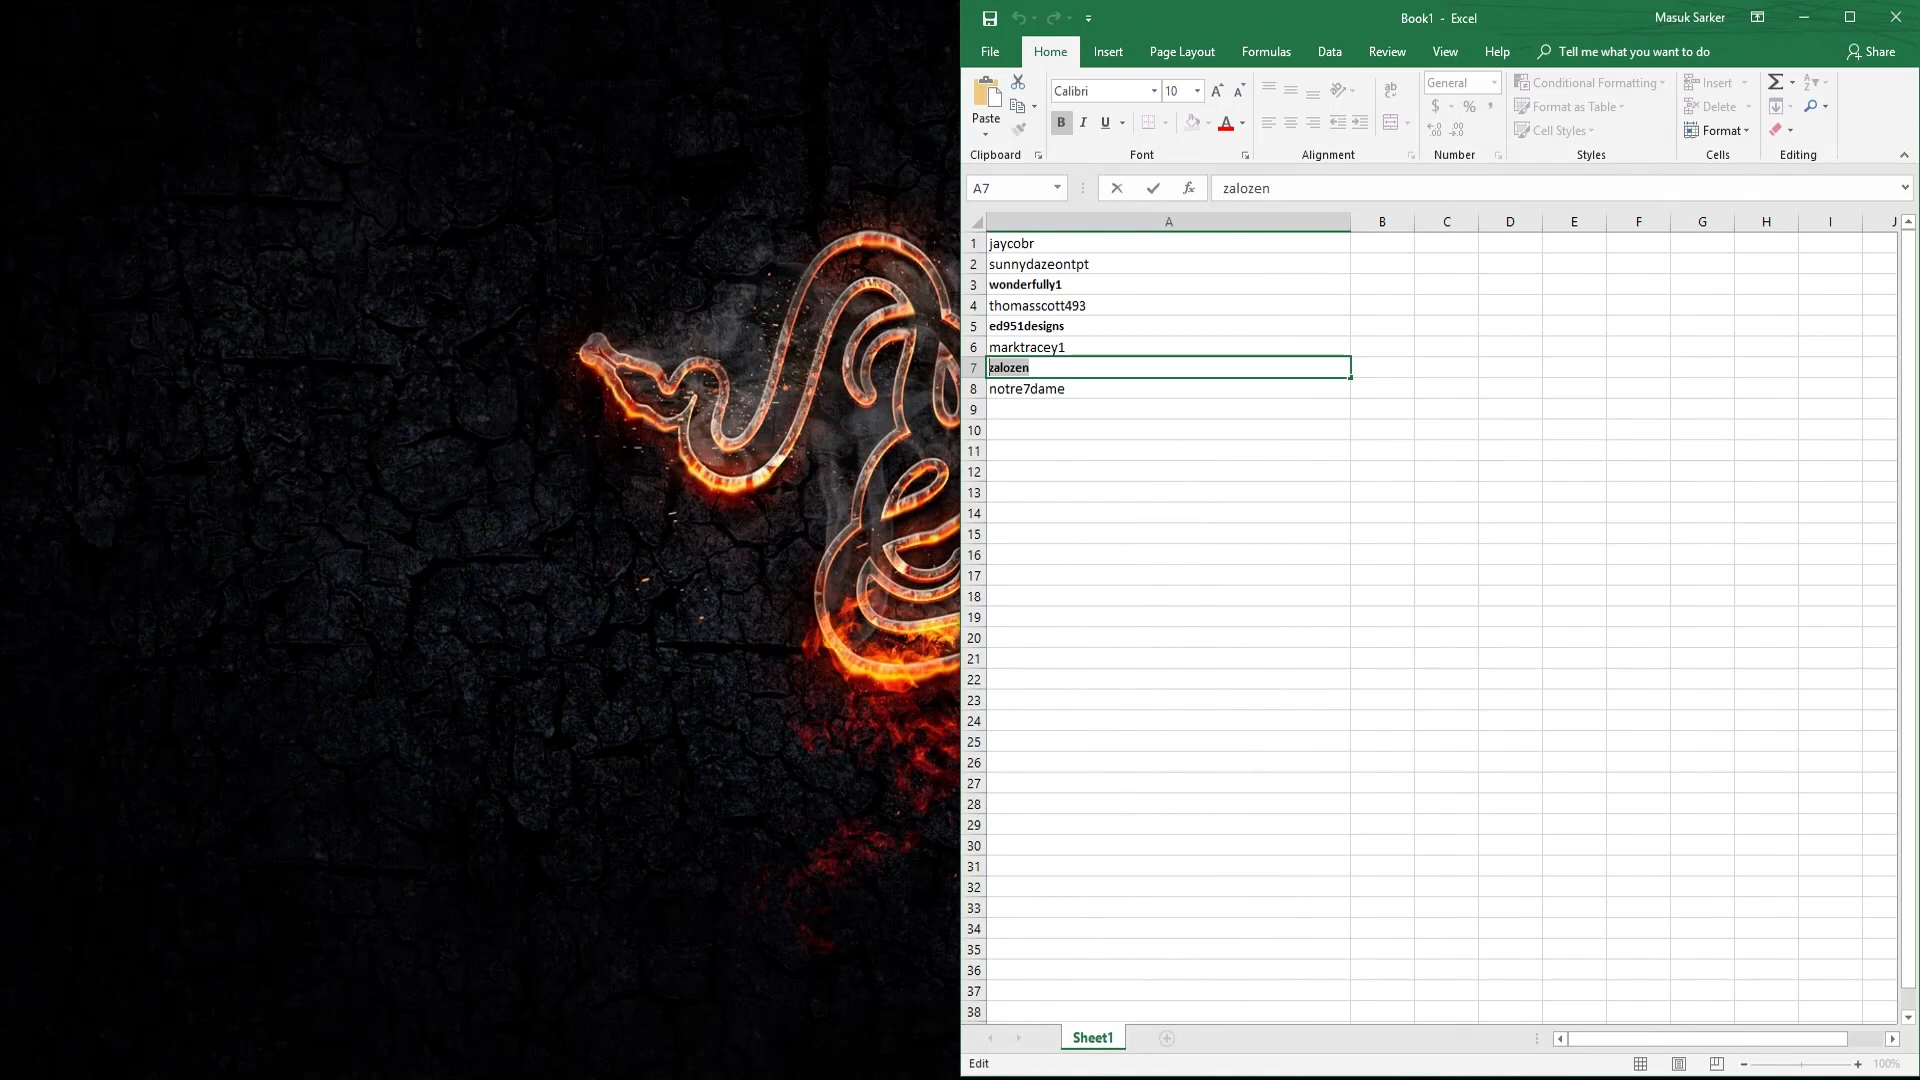 Book1 - Excel
Masuk Sarker
File Home Insert Page Layout Formulas Data Review View Help Tell me what you want to do Share
Paste
Calibri 10
B I U A
General
$ % ,
Conditional Formatting
Format as Table
Cell Styles
Insert
Delete
Format
Clipboard Font Alignment Number Styles Cells Editing
A7 fx zalozen
A B C D E F G H I J
1 jaycobr
2 sunnydazeontpt
3 wonderfully1
4 thomasscott493
5 ed951designs
6 marktracey1
7 zalozen
8 notre7dame
9
10
11
12
13
14
15
16
17
18
19
20
21
22
23
24
25
26
27
28
29
30
31
32
33
34
35
36
37
38
Sheet1
Edit
100%